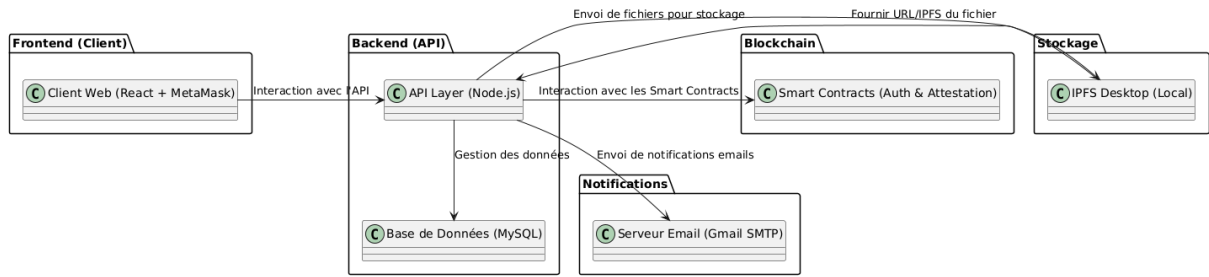 Envoi de fichiers pour stockage
Fournir URL/IPFS du fichier
Frontend (Client)
Backend (API)
Blockchain
Stockage
C Client Web (React + MetaMask)
Interaction avec l'API
C API Layer (Node.js)
Interaction avec les Smart Contracts
C Smart Contracts (Auth & Attestation)
C IPFS Desktop (Local)
Gestion des données
Envoi de notifications emails
Notifications
C Base de Données (MySQL)
C Serveur Email (Gmail SMTP)